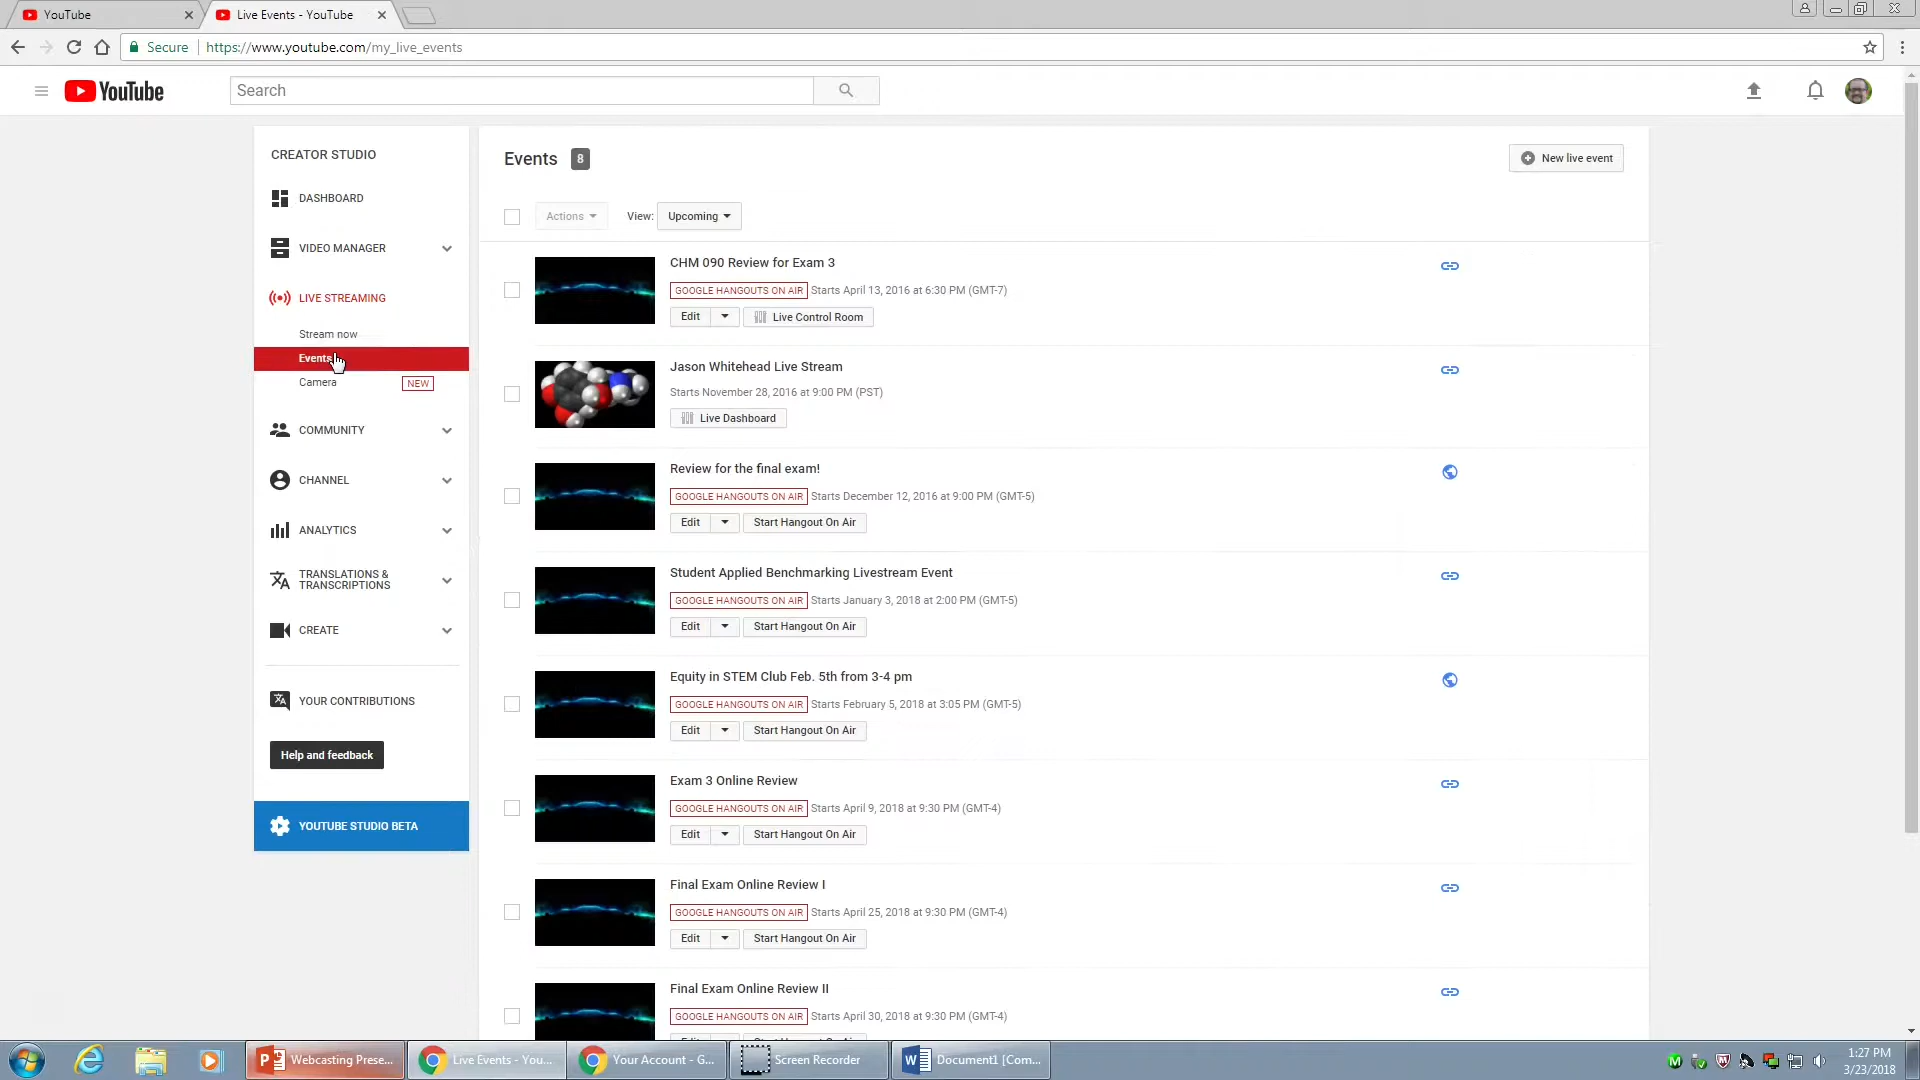 YouTube
Live Events - YouTube
Secure
https://www.youtube.com/my_live_events
YouTube
Search
CREATOR STUDIO
DASHBOARD
VIDEO MANAGER
LIVE STREAMING
Stream now
Events
Camera NEW
COMMUNITY
CHANNEL
ANALYTICS
TRANSLATIONS &
TRANSCRIPTIONS
CREATE
YOUR CONTRIBUTIONS
Help and feedback
YOUTUBE STUDIO BETA
Events 8
New live event
Actions View: Upcoming
CHM 090 Review for Exam 3
GOOGLE HANGOUTS ON AIR Starts April 13, 2016 at 6:30 PM (GMT-7)
Edit Live Control Room
Jason Whitehead Live Stream
Starts November 28, 2016 at 9:00 PM (PST)
Live Dashboard
Review for the final exam!
GOOGLE HANGOUTS ON AIR Starts December 12, 2016 at 9:00 PM (GMT-5)
Edit Start Hangout On Air
Student Applied Benchmarking Livestream Event
GOOGLE HANGOUTS ON AIR Starts January 3, 2018 at 2:00 PM (GMT-5)
Edit Start Hangout On Air
Equity in STEM Club Feb. 5th from 3-4 pm
GOOGLE HANGOUTS ON AIR Starts February 5, 2018 at 3:05 PM (GMT-5)
Edit Start Hangout On Air
Exam 3 Online Review
GOOGLE HANGOUTS ON AIR Starts April 9, 2018 at 9:30 PM (GMT-4)
Edit Start Hangout On Air
Final Exam Online Review I
GOOGLE HANGOUTS ON AIR Starts April 25, 2018 at 9:30 PM (GMT-4)
Edit Start Hangout On Air
Final Exam Online Review II
GOOGLE HANGOUTS ON AIR Starts April 30, 2018 at 9:30 PM (GMT-4)
Webcasting Prese...
Live Events - You...
Your Account - G...
Screen Recorder
Document1 [Com...
1:27 PM
3/23/2018